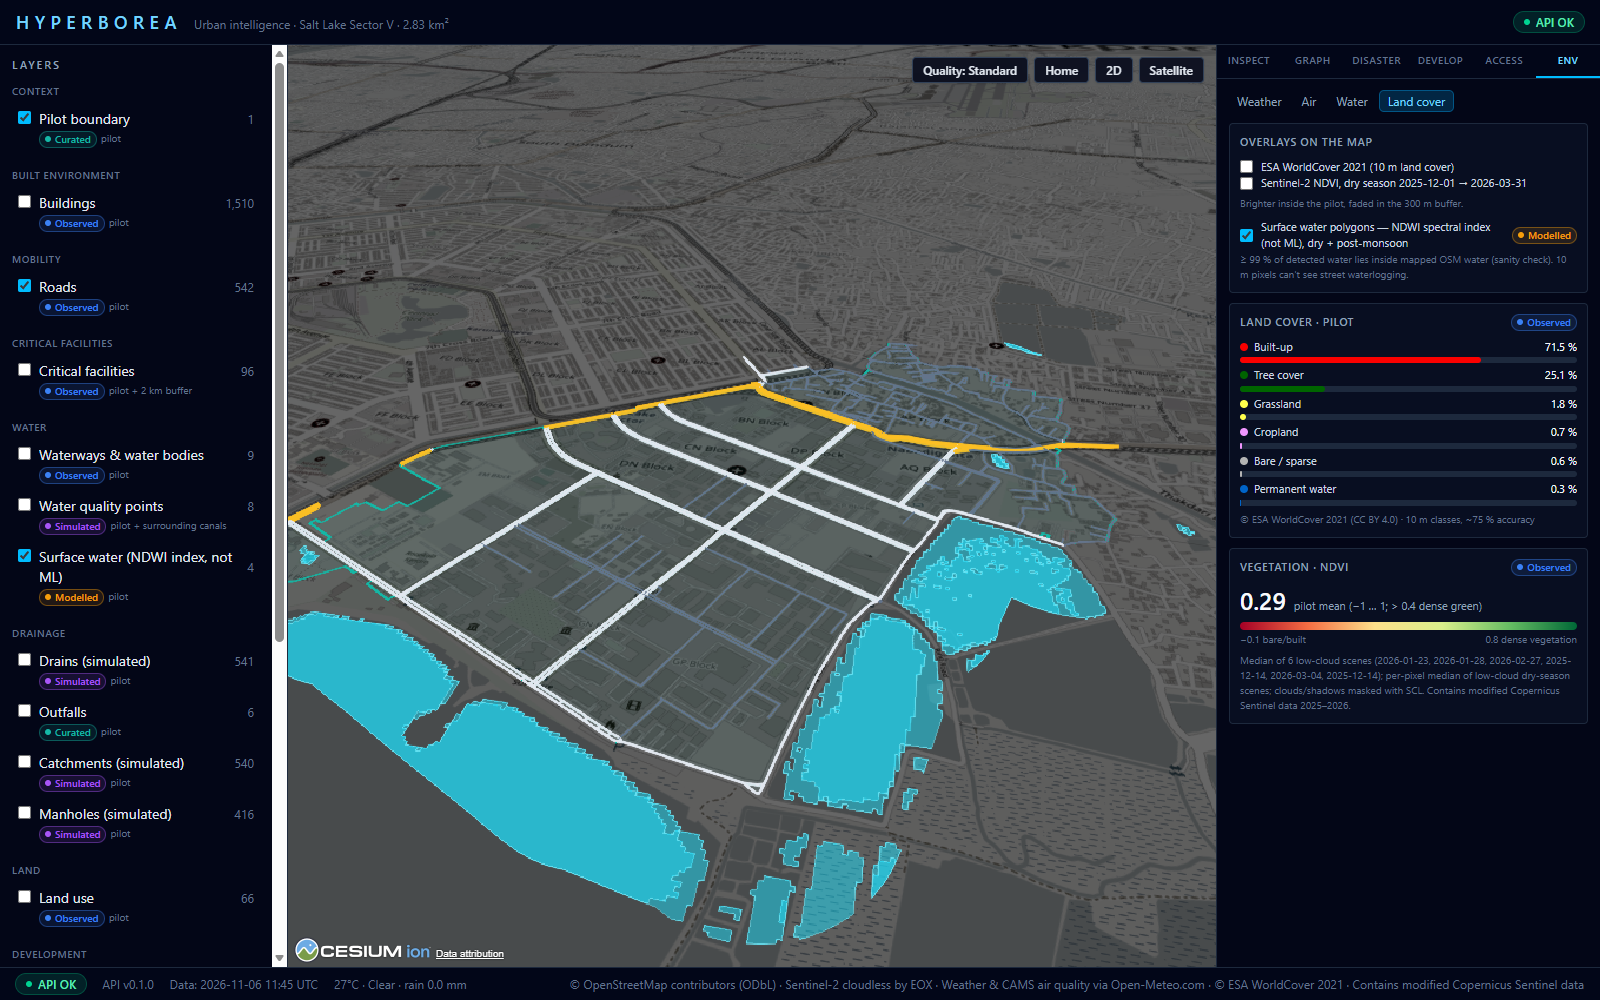 HYPERBOREA
Urban intelligence · Salt Lake Sector V · 2.83 km²
API OK
LAYERS
CONTEXT
Pilot boundary 1
Curated pilot
BUILT ENVIRONMENT
Buildings 1,510
Observed pilot
MOBILITY
Roads 542
Observed pilot
CRITICAL FACILITIES
Critical facilities 96
Observed pilot + 2 km buffer
WATER
Waterways & water bodies 9
Observed pilot
Water quality points 8
Simulated pilot + surrounding canals
Surface water (NDWI index, not
ML) 4
Modelled pilot
DRAINAGE
Drains (simulated) 541
Simulated pilot
Outfalls 6
Curated pilot
Catchments (simulated) 540
Simulated pilot
Manholes (simulated) 416
Simulated pilot
LAND
Land use 66
Observed pilot
DEVELOPMENT
Quality: Standard Home 2D Satellite
BN Block
CN Block
DN Block
AQ Block
GP Block
CESIUM ion Data attribution
INSPECT GRAPH DISASTER DEVELOP ACCESS ENV
Weather Air Water Land cover
OVERLAYS ON THE MAP
ESA WorldCover 2021 (10 m land cover)
Sentinel-2 NDVI, dry season 2025-12-01 → 2026-03-31
Brighter inside the pilot, faded in the 300 m buffer.
Surface water polygons — NDWI spectral index
(not ML), dry + post-monsoon
Modelled
≥ 99 % of detected water lies inside mapped OSM water (sanity check). 10
m pixels can't see street waterlogging.
LAND COVER · PILOT Observed
Built-up 71.5 %
Tree cover 25.1 %
Grassland 1.8 %
Cropland 0.7 %
Bare / sparse 0.6 %
Permanent water 0.3 %
© ESA WorldCover 2021 (CC BY 4.0) · 10 m classes, ~75 % accuracy
VEGETATION · NDVI Observed
0.29 pilot mean (−1 … 1; > 0.4 dense green)
−0.1 bare/built 0.8 dense vegetation
Median of 6 low-cloud scenes (2026-01-23, 2026-01-28, 2026-02-27, 2025-
12-14, 2026-03-04, 2025-12-14); per-pixel median of low-cloud dry-season
scenes; clouds/shadows masked with SCL. Contains modified Copernicus
Sentinel data 2025–2026.
API OK API v0.1.0 Data: 2026-11-06 11:45 UTC 27°C · Clear · rain 0.0 mm
© OpenStreetMap contributors (ODbL) · Sentinel-2 cloudless by EOX · Weather & CAMS air quality via Open-Meteo.com · © ESA WorldCover 2021 · Contains modified Copernicus Sentinel data